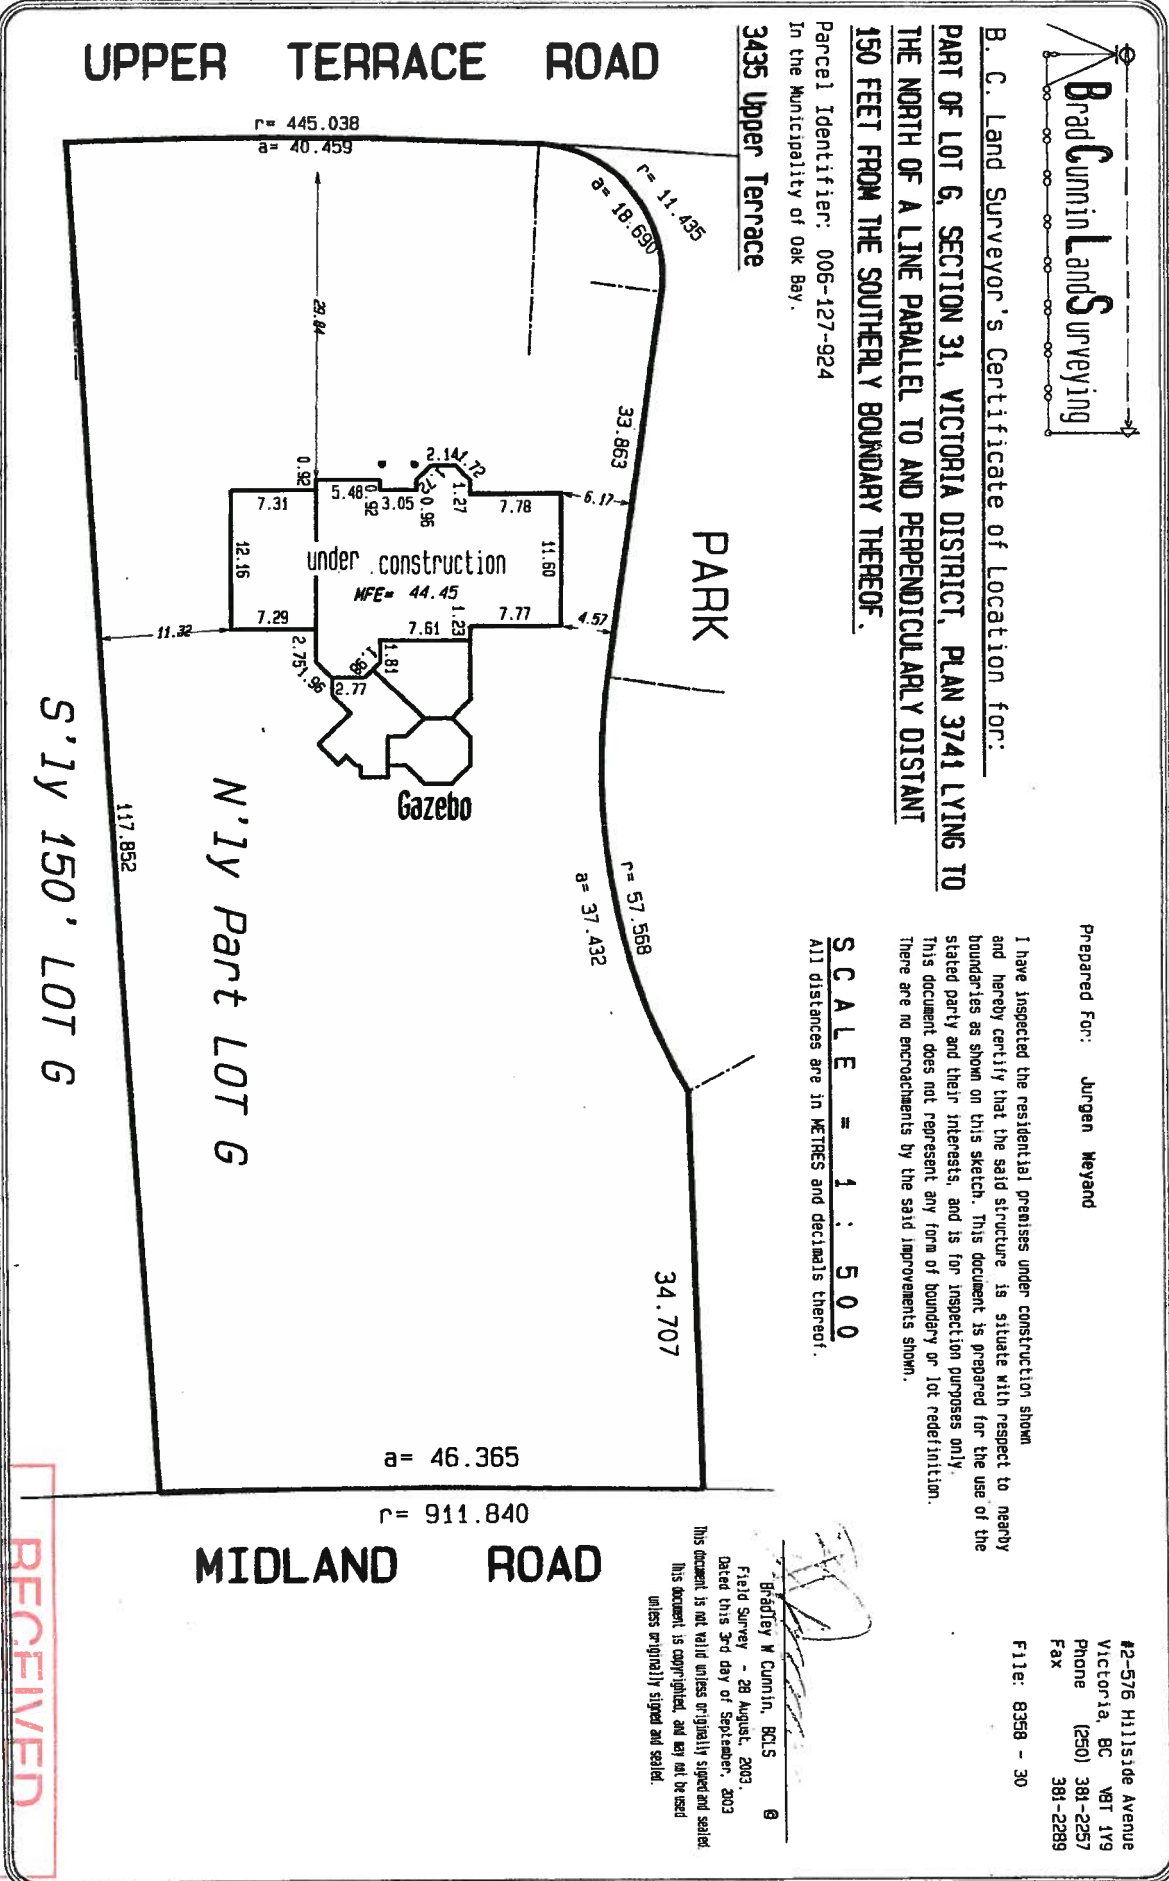 BradCunninLandSurveying
#2-576 Hillside Avenue
Victoria, BC V8T 1Y9
Phone (250) 381-2257
Fax 381-2289
File: 8358 - 30
B. C. Land Surveyor's Certificate of Location for:
PART OF LOT G, SECTION 31, VICTORIA DISTRICT, PLAN 3741 LYING TO
THE NORTH OF A LINE PARALLEL TO AND PERPENDICULARLY DISTANT
150 FEET FROM THE SOUTHERLY BOUNDARY THEREOF.
Parcel Identifier: 006-127-924
In the Municipality of Oak Bay.
3435 Upper Terrace
Prepared For: Jurgen Weyand
I have inspected the residential premises under construction shown
and hereby certify that the said structure is situate with respect to nearby
boundaries as shown on this sketch. This document is prepared for the use of the
stated party and their interests, and is for inspection purposes only.
This document does not represent any form of boundary or lot redefinition.
There are no encroachments by the said improvements shown.
SCALE = 1 : 500
All distances are in METRES and decimals thereof.
Bradley W Cunnin, BCLS ©
Field Survey - 28 August, 2003.
Dated this 3rd day of September, 2003
This document is not valid unless originally signed and sealed.
This document is copyrighted, and may not be used
unless originally signed and sealed.
UPPER TERRACE ROAD
r= 445.038
a= 40.459
r= 11.435
a= 18.690
33.863
PARK
r= 57.568
a= 37.432
34.707
a= 46.365
r= 911.840
MIDLAND ROAD
117.852
29.84
6.17
4.57
11.32
0.92
7.31
5.48
0.92
3.05
0.96
1.72
2.14
1.72
1.27
7.78
11.60
12.16
under construction
MFE= 44.45
7.29
2.75
1.96
2.77
1.98
1.81
7.61
1.23
7.77
Gazebo
N'ly Part LOT G
S'ly 150' LOT G
RECEIVED